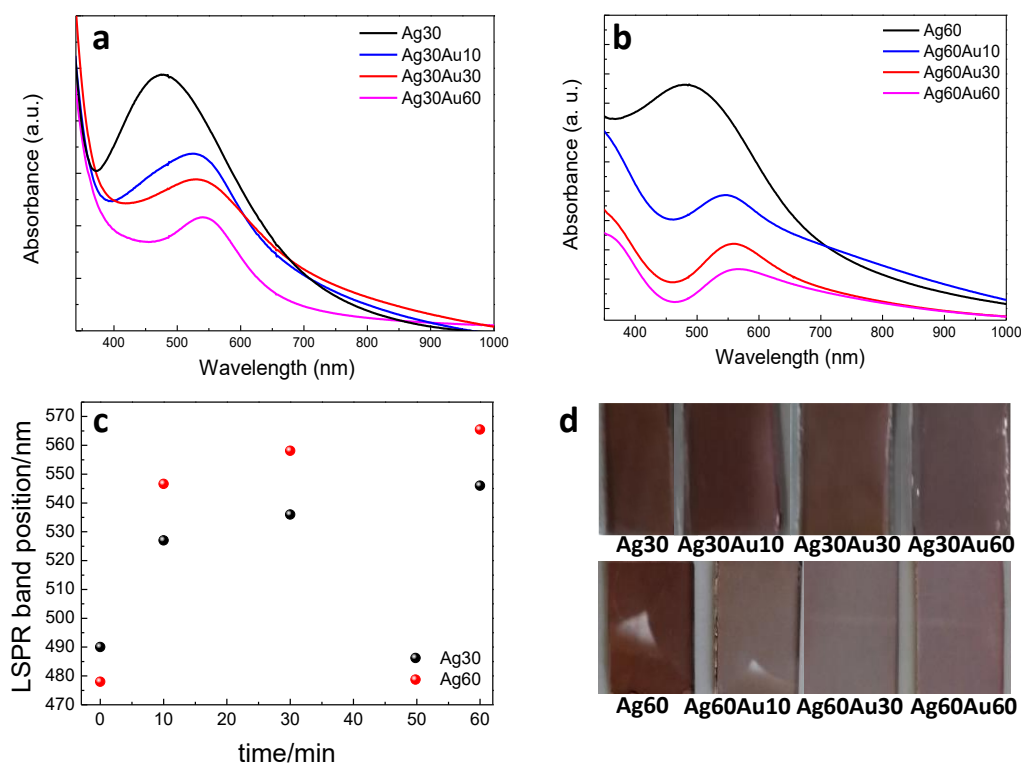 a
Ag30
Ag30Au10
Ag30Au30
Ag30Au60
Absorbance (a.u.)
400 500 600 700 800 900 1000
Wavelength (nm)
b
Ag60
Ag60Au10
Ag60Au30
Ag60Au60
Absorbance (a. u.)
400 500 600 700 800 900 1000
Wavelength (nm)
c
570
560
550
540
530
520
510
500
490
480
470
LSPR band position/nm
Ag30
Ag60
0 10 20 30 40 50 60
time/min
d
Ag30 Ag30Au10 Ag30Au30 Ag30Au60
Ag60 Ag60Au10 Ag60Au30 Ag60Au60